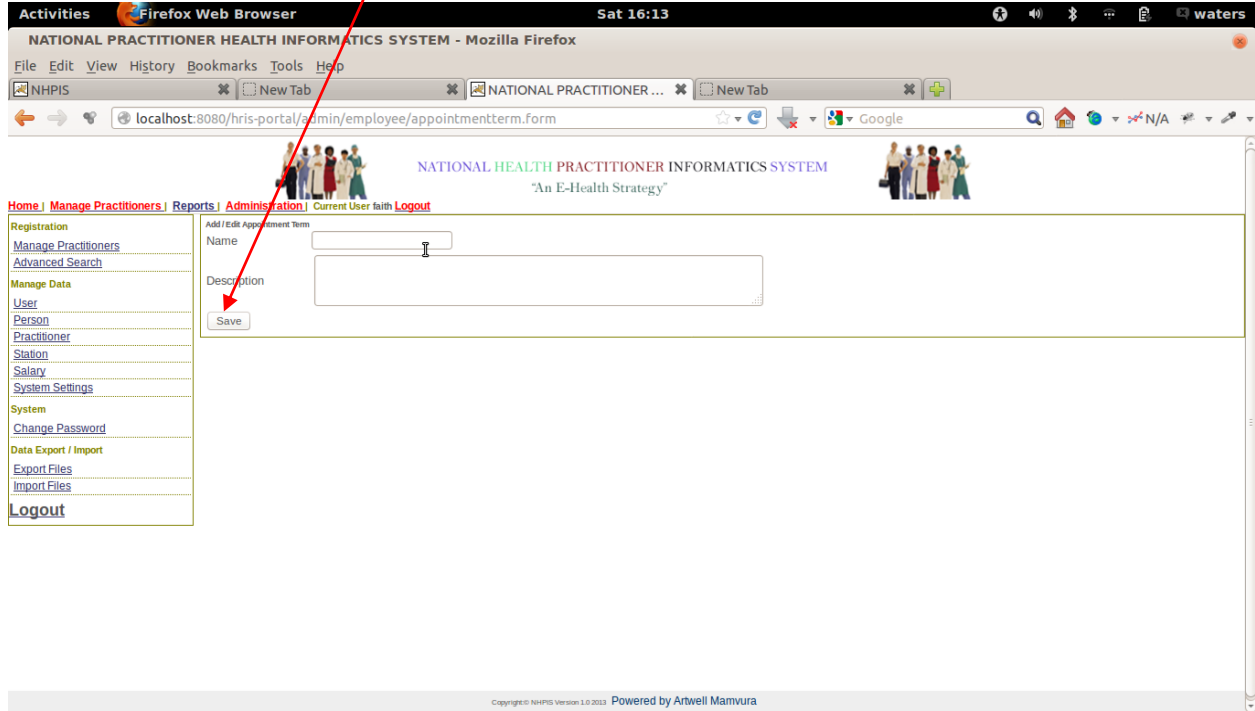 Activities Firefox Web Browser Sat 16:13 waters
NATIONAL PRACTITIONER HEALTH INFORMATICS SYSTEM - Mozilla Firefox
File Edit View History Bookmarks Tools Help
NHPIS New Tab NATIONAL PRACTITIONER ... New Tab
localhost:8080/hris-portal/admin/employee/appointmentterm.form Google N/A
NATIONAL HEALTH PRACTITIONER INFORMATICS SYSTEM
"An E-Health Strategy"
Home | Manage Practitioners | Reports | Administration | Current User faith Logout
Registration
Manage Practitioners
Advanced Search
Manage Data
User
Person
Practitioner
Station
Salary
System Settings
System
Change Password
Data Export / Import
Export Files
Import Files
Logout
Add / Edit Appointment Term
Name
Description
Save
Copyright© NHPIS Version 1.0 2013 Powered by Artwell Mamvura